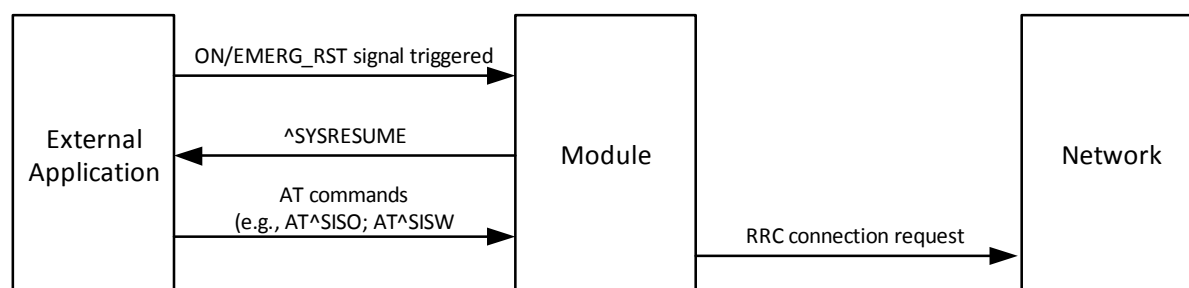 ON/EMERG_RST signal triggered
^SYSRESUME
External
Application
Module
Network
AT commands
(e.g., AT^SISO; AT^SISW
RRC connection request